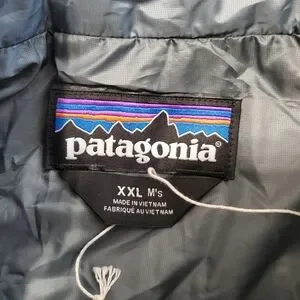 patagonia®
XXL M's
MADE IN VIETNAM
FABRIQUÉ AU VIETNAM